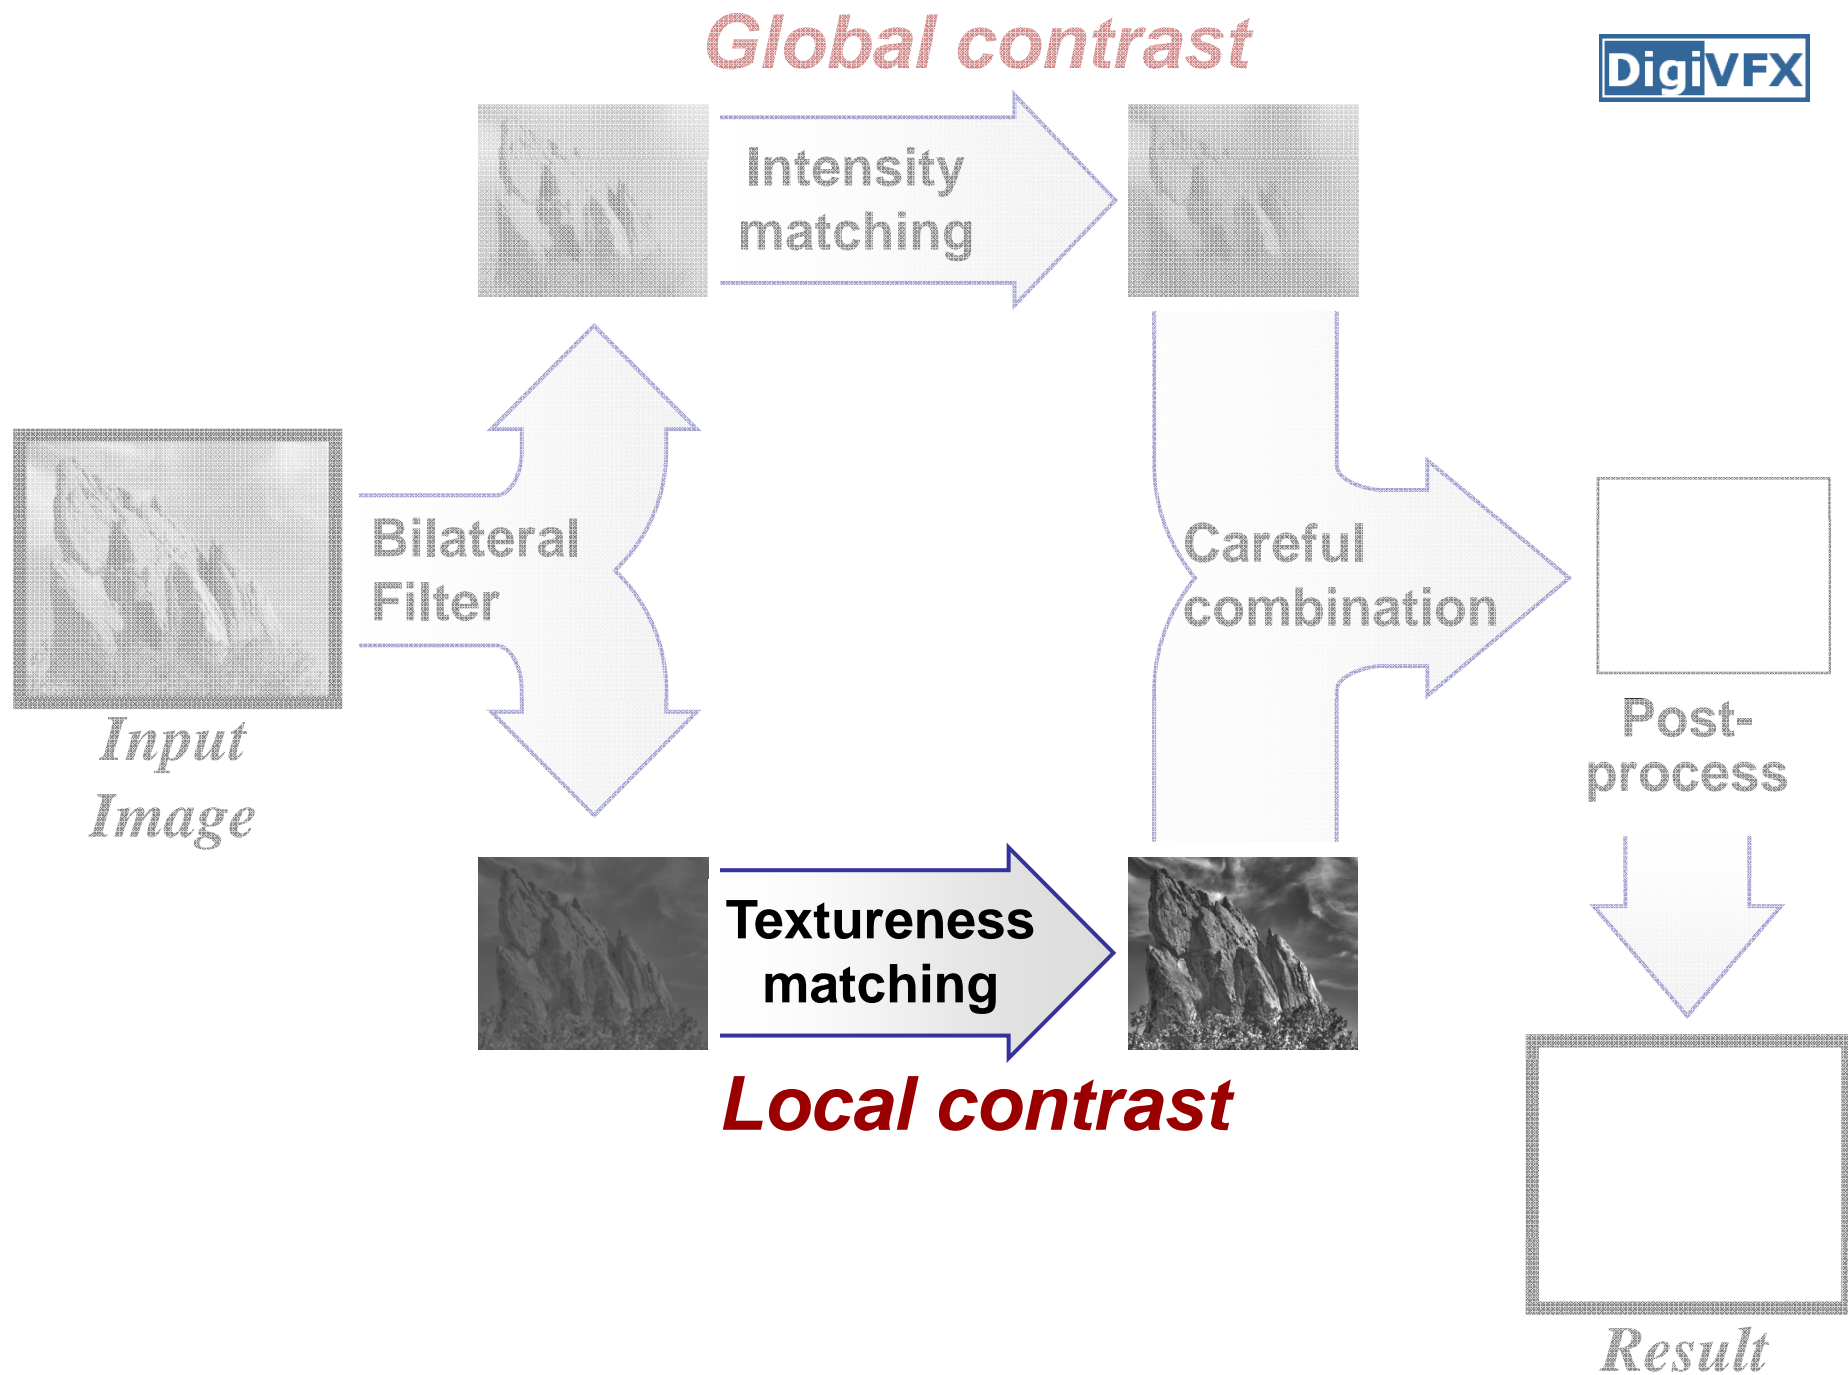 Global contrast
DigiVFX
Intensity
matching
Bilateral
Filter
Careful
combination
Input
Image
Post-
process
Textureness
matching
Local contrast
Result